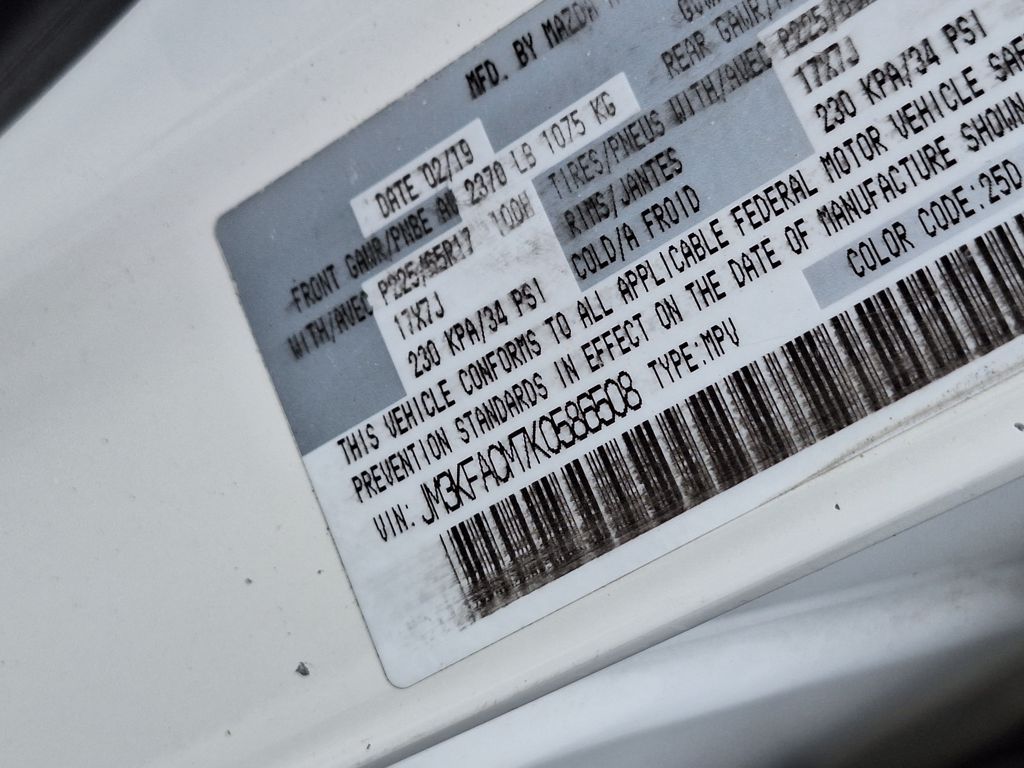 MFD. BY MAZDA
DATE 02/19
FRONT GAWR/PNBE AV 2370 LB 1075 KG
REAR GAWR/
WITH/AVEC P225/65R17 100H TIRES/PNEUS WITH/AVEC P225/
17X7J RIMS/JANTES 17X7J
230 KPA/34 PSI COLD/A FROID 230 KPA/34 PSI
THIS VEHICLE CONFORMS TO ALL APPLICABLE FEDERAL MOTOR VEHICLE SAF
PREVENTION STANDARDS IN EFFECT ON THE DATE OF MANUFACTURE SHOWN
VIN: JM3KFACM7K0586508 TYPE:MPV COLOR CODE:25D